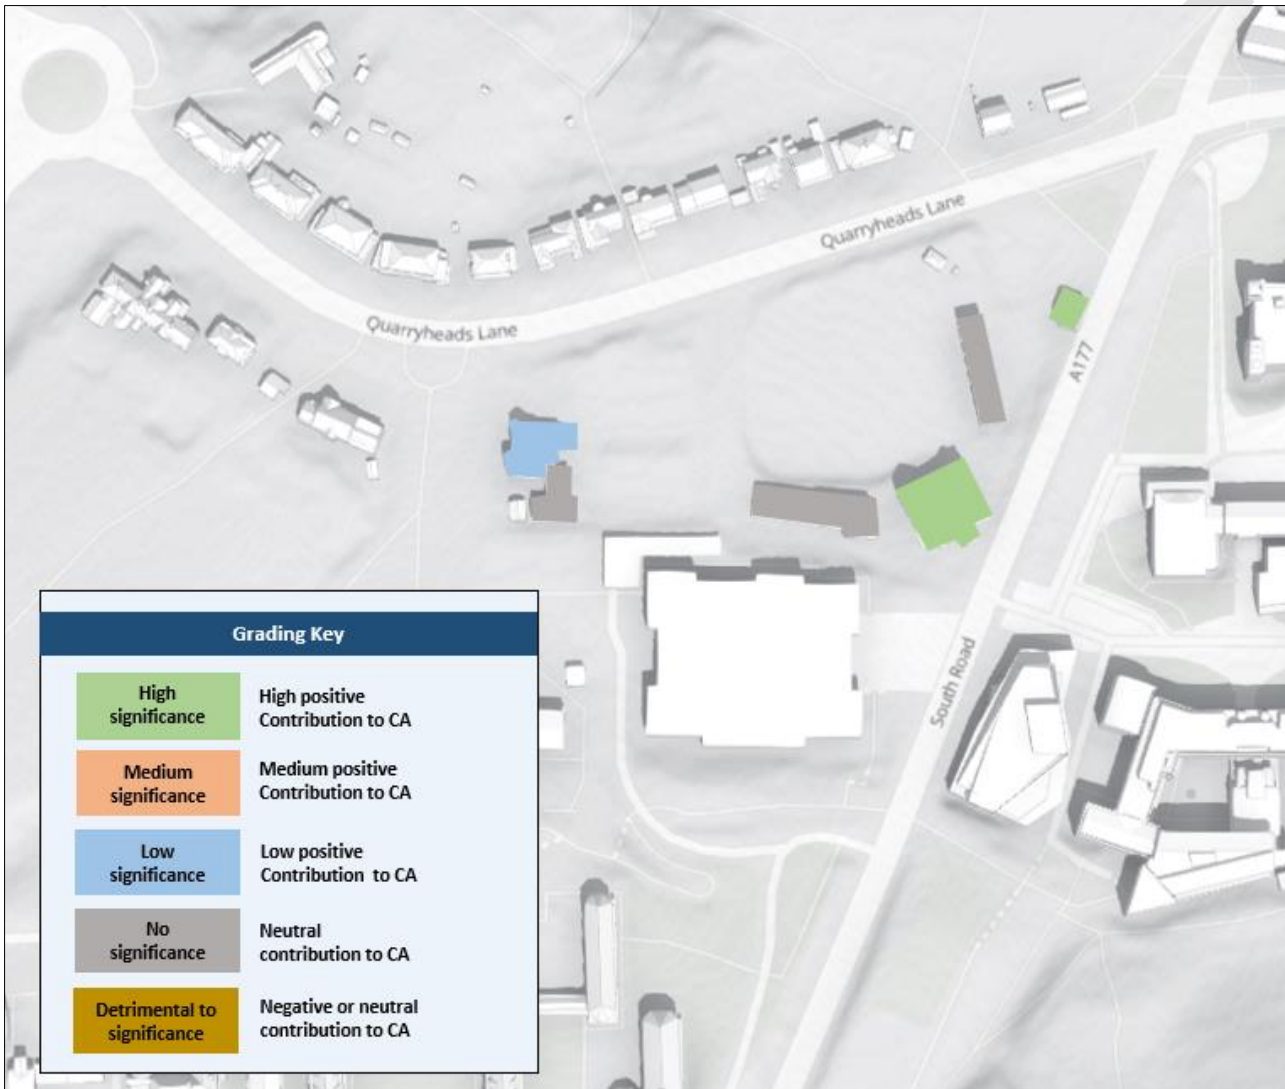 Quarryheads Lane
Quarryheads Lane
A177
South Road
Grading Key
High
significance
High positive
Contribution to CA
Medium
significance
Medium positive
Contribution to CA
Low
significance
Low positive
Contribution to CA
No
significance
Neutral
contribution to CA
Detrimental to
significance
Negative or neutral
contribution to CA